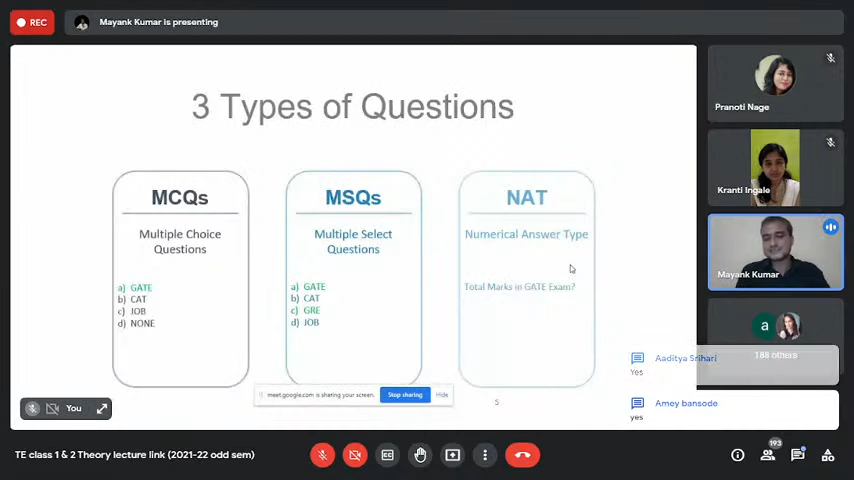 REC
Mayank Kumar is presenting
3 Types of Questions
MCQs
Multiple Choice
Questions
a) GATE
b) CAT
c) JOB
d) NONE
MSQs
Multiple Select
Questions
a) GATE
b) CAT
c) GRE
d) JOB
NAT
Numerical Answer Type
Total Marks in GATE Exam?
meet.google.com is sharing your screen.
Stop sharing
Hide
5
You
Pranoti Nage
Kranti Ingale
Mayank Kumar
a
188 others
Aaditya Srihari
Yes
Amey bansode
yes
TE class 1 & 2 Theory lecture link (2021-22 odd sem)
193